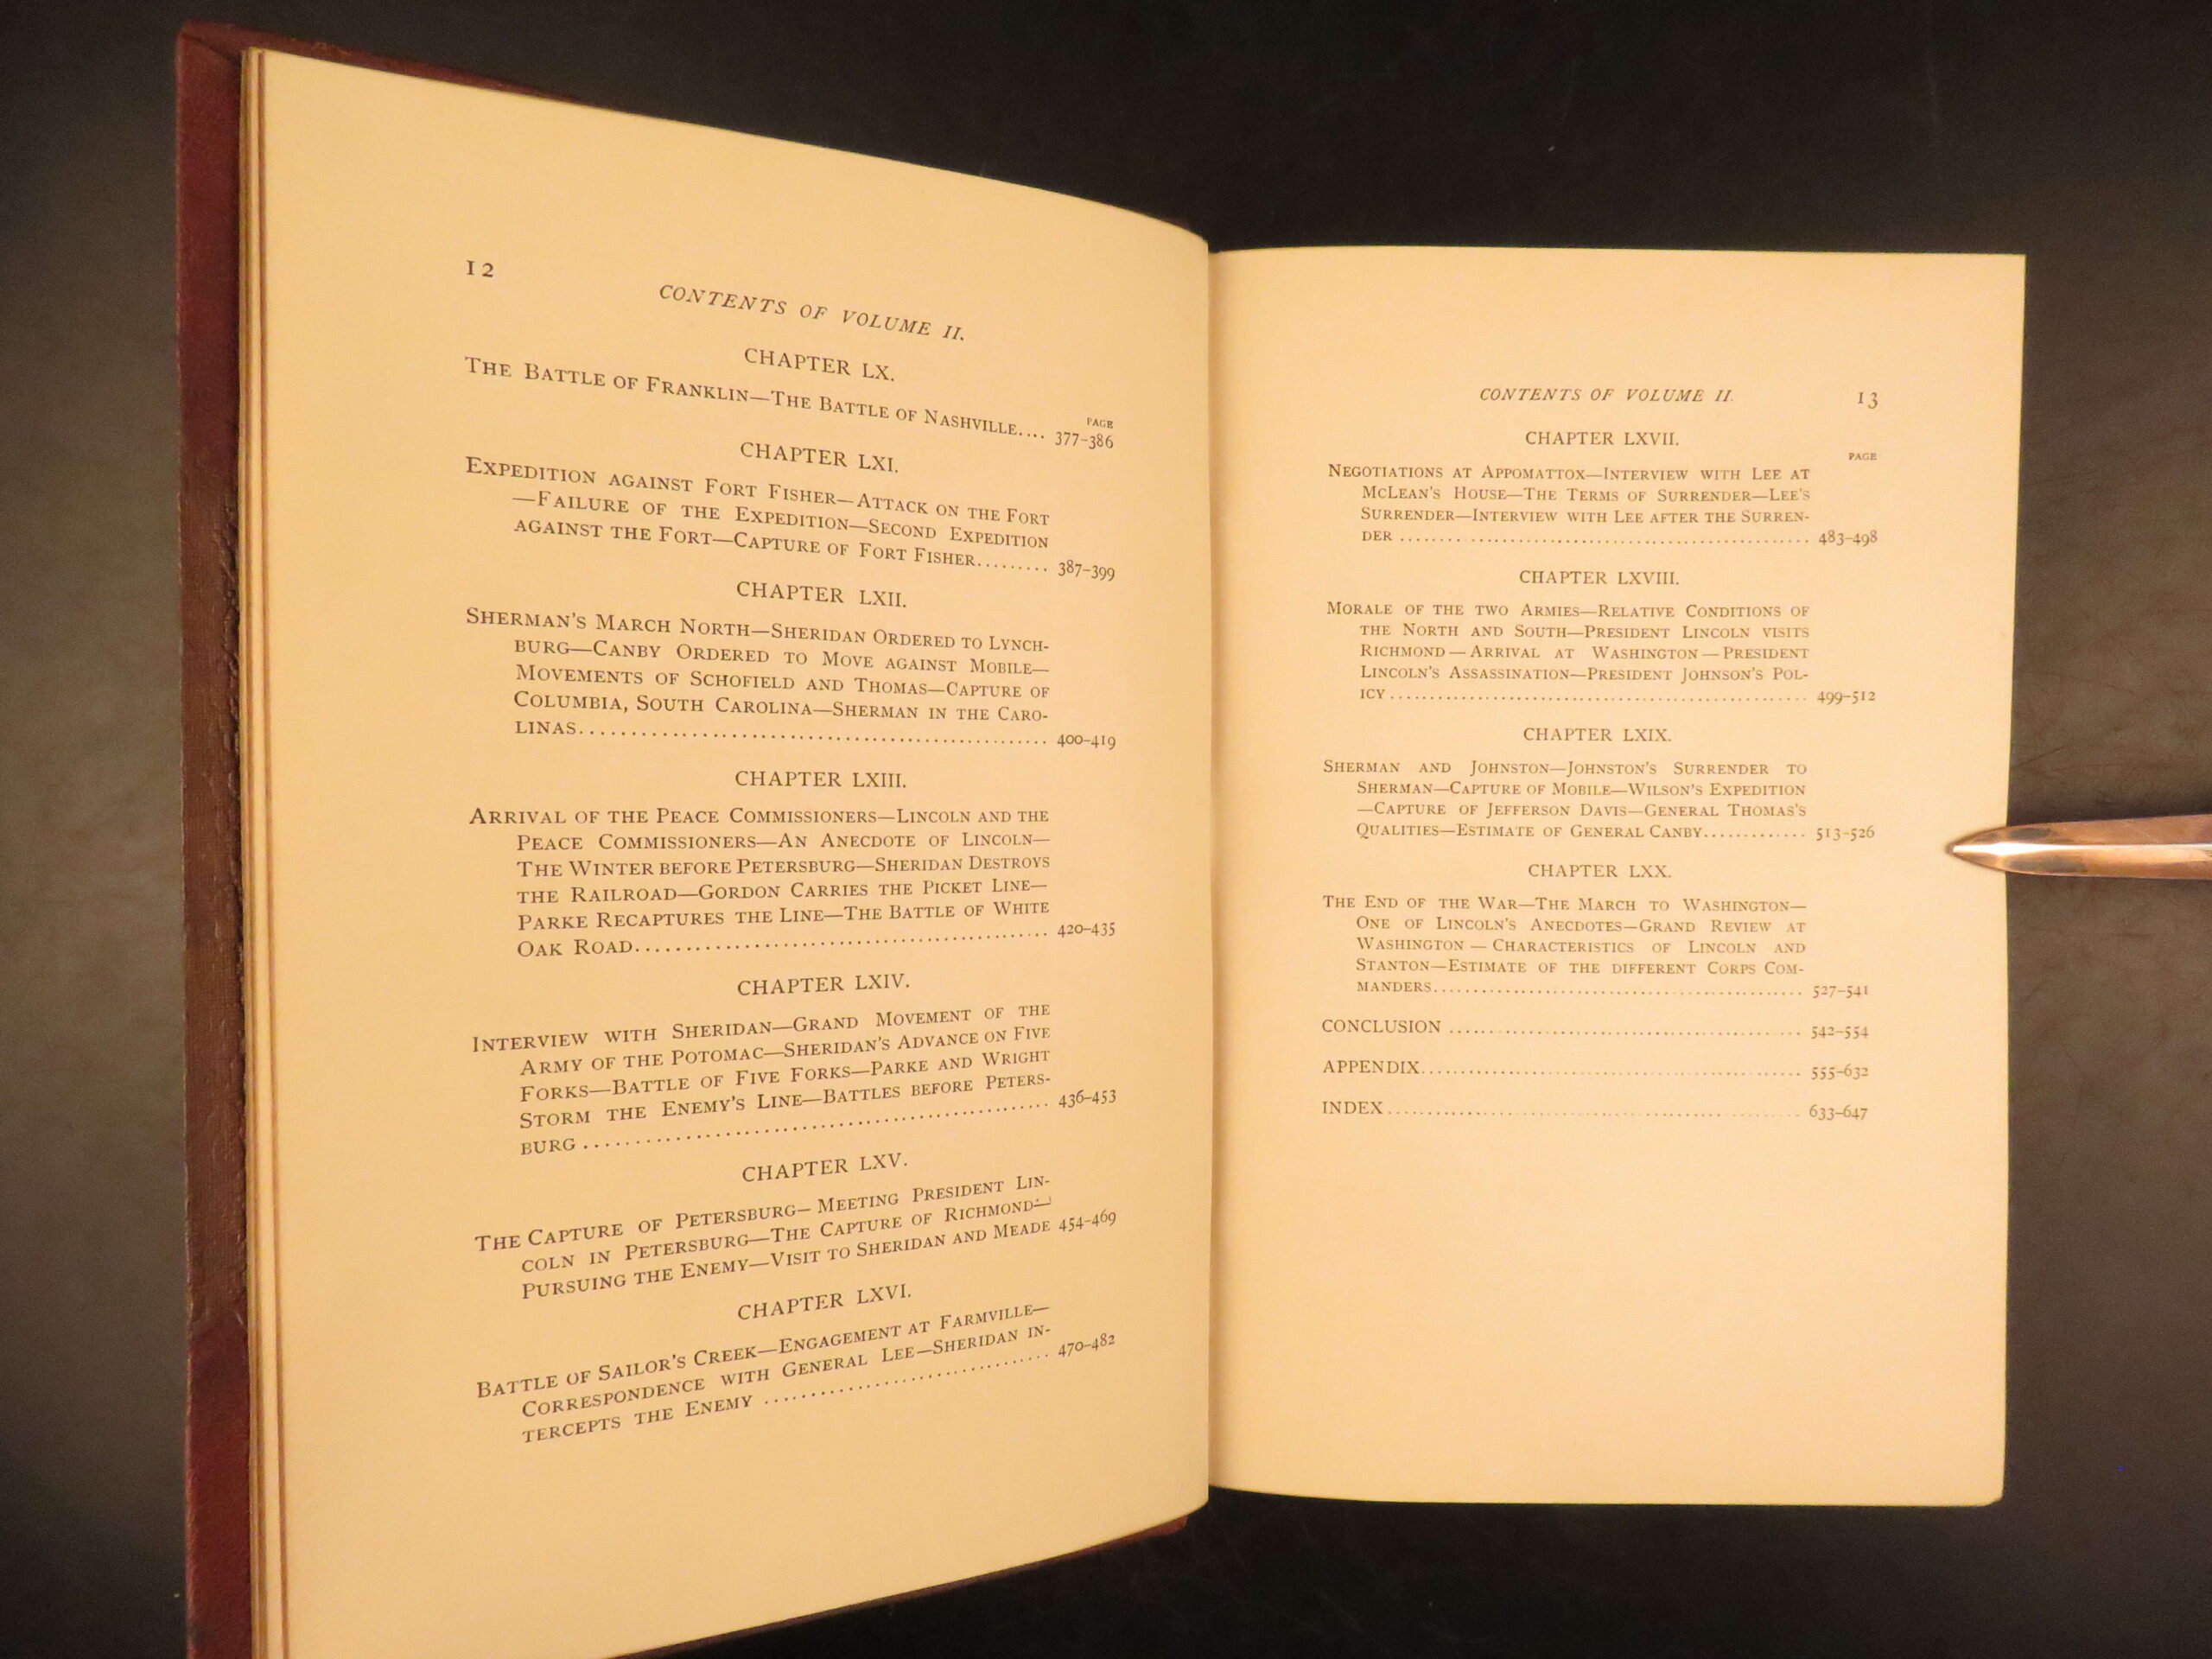 12
CONTENTS OF VOLUME II.
CHAPTER LX.
PAGE
THE BATTLE OF FRANKLIN—THE BATTLE OF NASHVILLE.... 377-386
CHAPTER LXI.
EXPEDITION AGAINST FORT FISHER—ATTACK ON THE FORT
—FAILURE OF THE EXPEDITION—SECOND EXPEDITION
AGAINST THE FORT—CAPTURE OF FORT FISHER......... 387-399
CHAPTER LXII.
SHERMAN'S MARCH NORTH—SHERIDAN ORDERED TO LYNCH-
BURG—CANBY ORDERED TO MOVE AGAINST MOBILE—
MOVEMENTS OF SCHOFIELD AND THOMAS—CAPTURE OF
COLUMBIA, SOUTH CAROLINA—SHERMAN IN THE CARO-
LINAS................................................ 400-419
CHAPTER LXIII.
ARRIVAL OF THE PEACE COMMISSIONERS—LINCOLN AND THE
PEACE COMMISSIONERS—AN ANECDOTE OF LINCOLN—
THE WINTER BEFORE PETERSBURG—SHERIDAN DESTROYS
THE RAILROAD—GORDON CARRIES THE PICKET LINE—
PARKE RECAPTURES THE LINE—THE BATTLE OF WHITE
OAK ROAD.......................................... 420-435
CHAPTER LXIV.
INTERVIEW WITH SHERIDAN—GRAND MOVEMENT OF THE
ARMY OF THE POTOMAC—SHERIDAN'S ADVANCE ON FIVE
FORKS—BATTLE OF FIVE FORKS—PARKE AND WRIGHT
STORM THE ENEMY'S LINE—BATTLES BEFORE PETERS-
BURG ............................................... 436-453
CHAPTER LXV.
THE CAPTURE OF PETERSBURG—MEETING PRESIDENT LIN-
COLN IN PETERSBURG—THE CAPTURE OF RICHMOND—
PURSUING THE ENEMY—VISIT TO SHERIDAN AND MEADE 454-469
CHAPTER LXVI.
BATTLE OF SAILOR'S CREEK—ENGAGEMENT AT FARMVILLE—
CORRESPONDENCE WITH GENERAL LEE—SHERIDAN IN-
TERCEPTS THE ENEMY ............................. 470-482
CONTENTS OF VOLUME II. 13
CHAPTER LXVII.
PAGE
NEGOTIATIONS AT APPOMATTOX—INTERVIEW WITH LEE AT
MCLEAN'S HOUSE—THE TERMS OF SURRENDER—LEE'S
SURRENDER—INTERVIEW WITH LEE AFTER THE SURREN-
DER .................................................... 483-498
CHAPTER LXVIII.
MORALE OF THE TWO ARMIES—RELATIVE CONDITIONS OF
THE NORTH AND SOUTH—PRESIDENT LINCOLN VISITS
RICHMOND—ARRIVAL AT WASHINGTON—PRESIDENT
LINCOLN'S ASSASSINATION—PRESIDENT JOHNSON'S POL-
ICY .................................................... 499-512
CHAPTER LXIX.
SHERMAN AND JOHNSTON—JOHNSTON'S SURRENDER TO
SHERMAN—CAPTURE OF MOBILE—WILSON'S EXPEDITION
—CAPTURE OF JEFFERSON DAVIS—GENERAL THOMAS'S
QUALITIES—ESTIMATE OF GENERAL CANBY............. 513-526
CHAPTER LXX.
THE END OF THE WAR—THE MARCH TO WASHINGTON—
ONE OF LINCOLN'S ANECDOTES—GRAND REVIEW AT
WASHINGTON—CHARACTERISTICS OF LINCOLN AND
STANTON—ESTIMATE OF THE DIFFERENT CORPS COM-
MANDERS............................................... 527-541
CONCLUSION ............................................. 542-554
APPENDIX................................................ 555-632
INDEX .................................................... 633-647